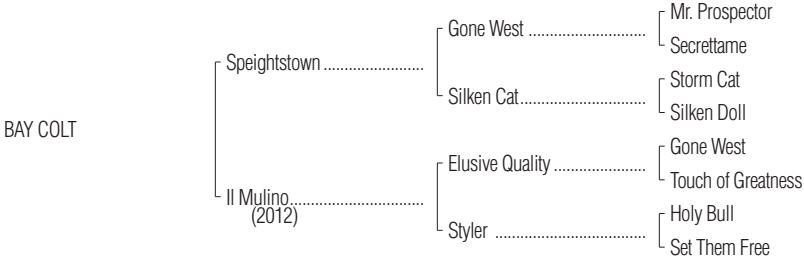 Mr. Prospector
Gone West ..............................
Secrettame
Speightstown .........................
Storm Cat
Silken Cat................................
Silken Doll
BAY COLT
Gone West
Elusive Quality ........................
Touch of Greatness
Il Mulino..................................
(2012)
Holy Bull
Styler .......................................
Set Them Free